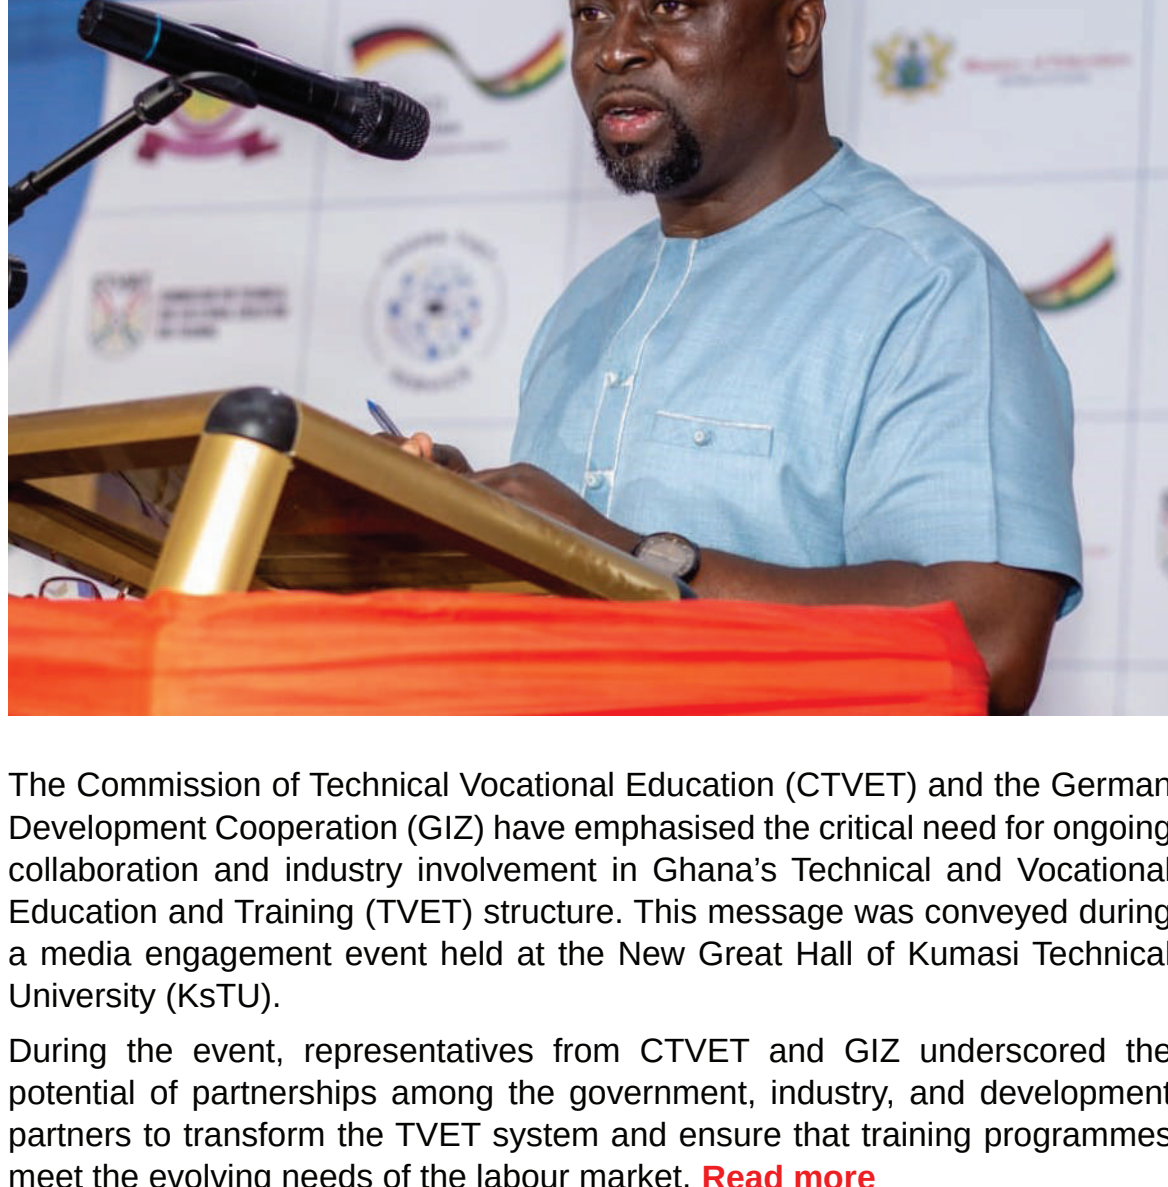 CTVET
The Commission of Technical Vocational Education (CTVET) and the German
Development Cooperation (GIZ) have emphasised the critical need for ongoing
collaboration and industry involvement in Ghana’s Technical and Vocational
Education and Training (TVET) structure. This message was conveyed during
a media engagement event held at the New Great Hall of Kumasi Technical
University (KsTU).
During the event, representatives from CTVET and GIZ underscored the
potential of partnerships among the government, industry, and development
partners to transform the TVET system and ensure that training programmes
meet the evolving needs of the labour market. Read more